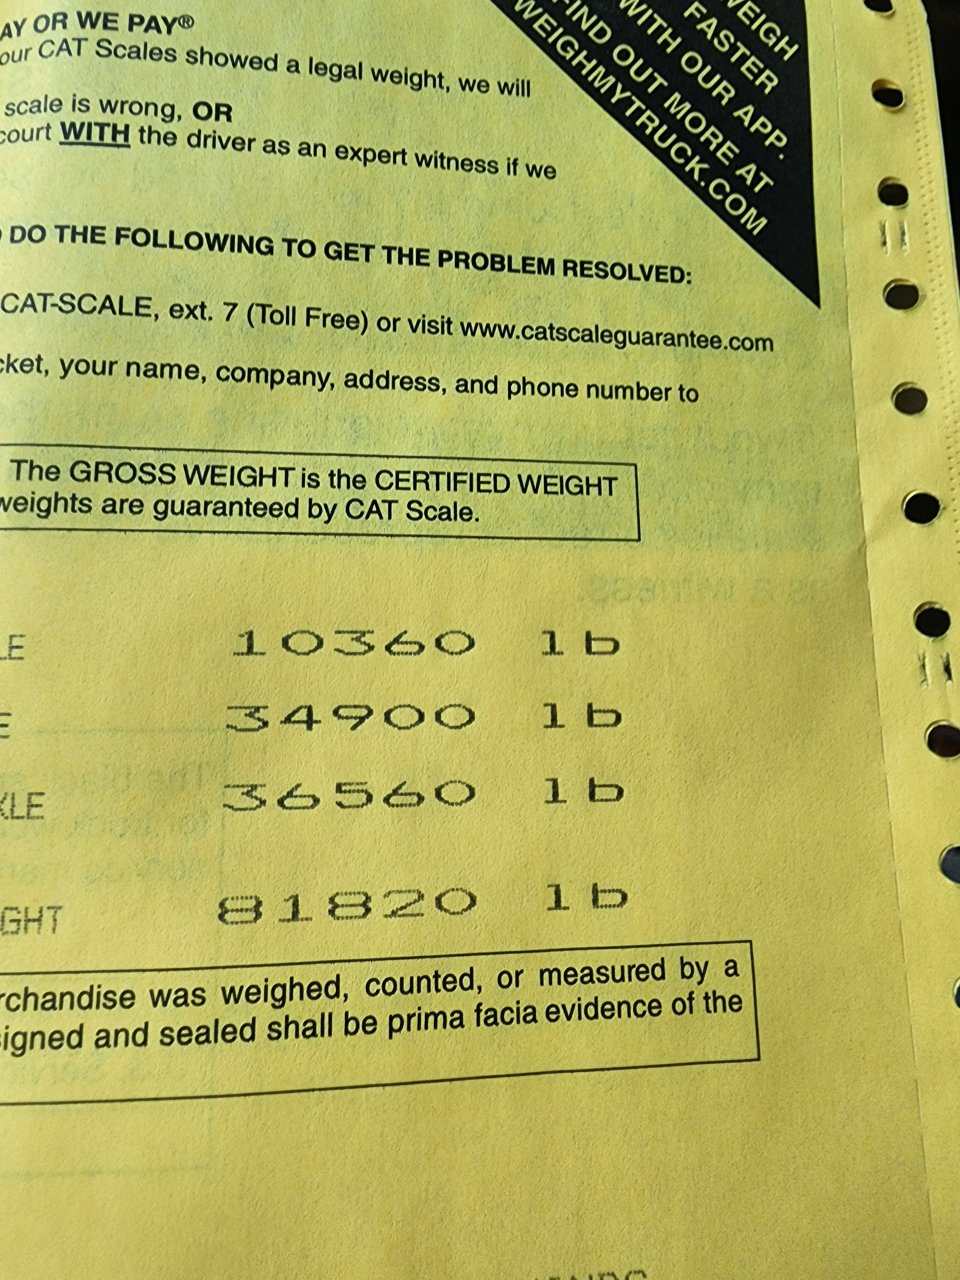 AY OR WE PAY®
our CAT Scales showed a legal weight, we will
scale is wrong, OR
court WITH the driver as an expert witness if we
WEIGH
FASTER
WITH OUR APP.
FIND OUT MORE AT
WEIGHMYTRUCK.COM
DO THE FOLLOWING TO GET THE PROBLEM RESOLVED:
CAT-SCALE, ext. 7 (Toll Free) or visit www.catscaleguarantee.com
cket, your name, company, address, and phone number to
The GROSS WEIGHT is the CERTIFIED WEIGHT
weights are guaranteed by CAT Scale.
LE 10360 lb
E 34900 lb
KLE 36560 lb
IGHT 81820 lb
rchandise was weighed, counted, or measured by a
signed and sealed shall be prima facia evidence of the